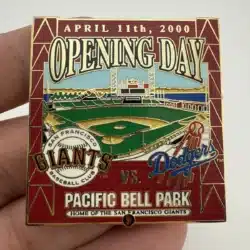 APRIL 11th, 2000
OPENING DAY
SAN FRANCISCO
GIANTS
BASEBALL CLUB
VS.
Dodgers
PACIFIC BELL PARK
HOME OF THE SAN FRANCISCO GIANTS